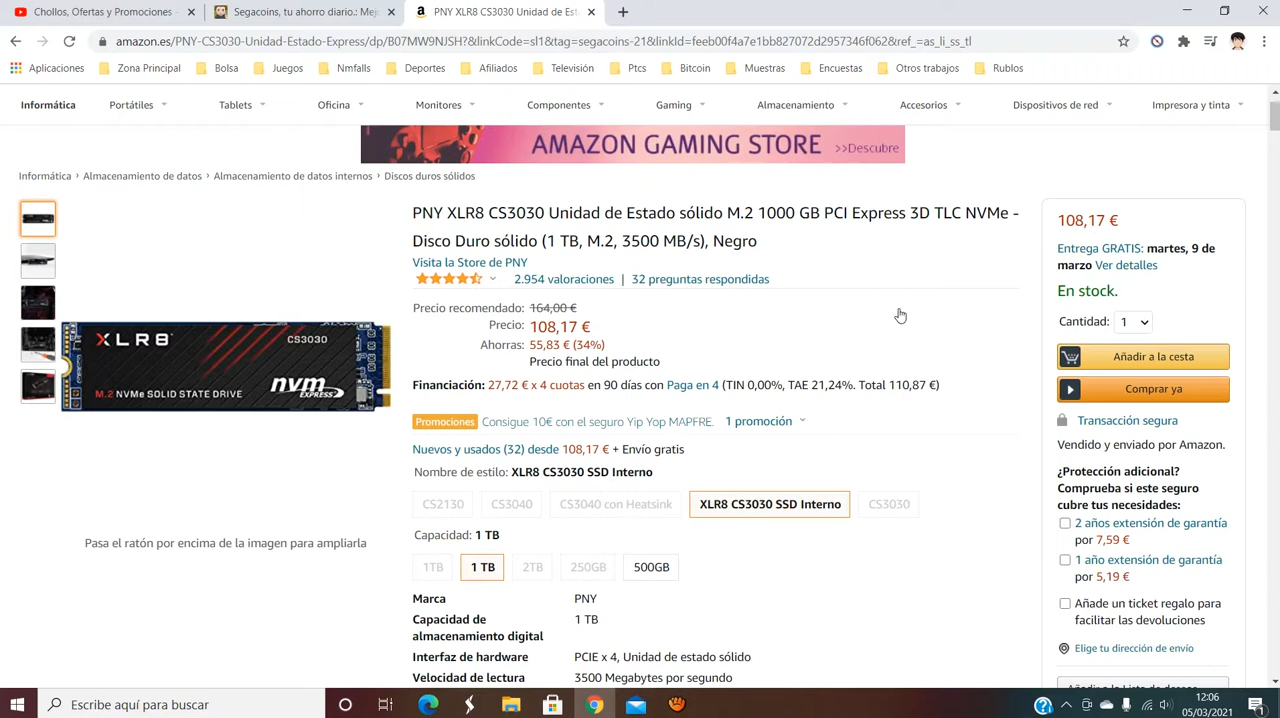 Chollos, Ofertas y Promociones -
Segacoins, tu ahorro diario.: Mej
PNY XLR8 CS3030 Unidad de Est
amazon.es/PNY-CS3030-Unidad-Estado-Express/dp/B07MW9NJSH?&linkCode=sl1&tag=segacoins-21&linkId=feeb00f4a7e1bb827072d2957346f062&ref_=as_li_ss_tl
Aplicaciones Zona Principal Bolsa Juegos Nmfalls Deportes Afiliados Televisión Ptcs Bitcoin Muestras Encuestas Otros trabajos Rublos
Informática Portátiles Tablets Oficina Monitores Componentes Gaming Almacenamiento Accesorios Dispositivos de red Impresora y tinta
AMAZON GAMING STORE >>Descubre
Informática › Almacenamiento de datos › Almacenamiento de datos internos › Discos duros sólidos
PNY XLR8 CS3030 Unidad de Estado sólido M.2 1000 GB PCI Express 3D TLC NVMe -
Disco Duro sólido (1 TB, M.2, 3500 MB/s), Negro
Visita la Store de PNY
2.954 valoraciones | 32 preguntas respondidas
Precio recomendado: 164,00 €
Precio: 108,17 €
Ahorras: 55,83 € (34%)
Precio final del producto
Financiación: 27,72 € x 4 cuotas en 90 días con Paga en 4 (TIN 0,00%, TAE 21,24%. Total 110,87 €)
Promociones Consigue 10€ con el seguro Yip Yop MAPFRE. 1 promoción
Nuevos y usados (32) desde 108,17 € + Envío gratis
Nombre de estilo: XLR8 CS3030 SSD Interno
CS2130 CS3040 CS3040 con Heatsink XLR8 CS3030 SSD Interno CS3030
Capacidad: 1 TB
1TB 1 TB 2TB 250GB 500GB
Marca PNY
Capacidad de almacenamiento digital 1 TB
Interfaz de hardware PCIE x 4, Unidad de estado sólido
Velocidad de lectura 3500 Megabytes por segundo
XLR8 CS3030
M.2 NVMe SOLID STATE DRIVE
nvm EXPRESS
Pasa el ratón por encima de la imagen para ampliarla
108,17 €
Entrega GRATIS: martes, 9 de
marzo Ver detalles
En stock.
Cantidad: 1
Añadir a la cesta
Comprar ya
Transacción segura
Vendido y enviado por Amazon.
¿Protección adicional?
Comprueba si este seguro
cubre tus necesidades:
2 años extensión de garantía
por 7,59 €
1 año extensión de garantía
por 5,19 €
Añade un ticket regalo para
facilitar las devoluciones
Elige tu dirección de envío
Escribe aquí para buscar
12:06
05/03/2021